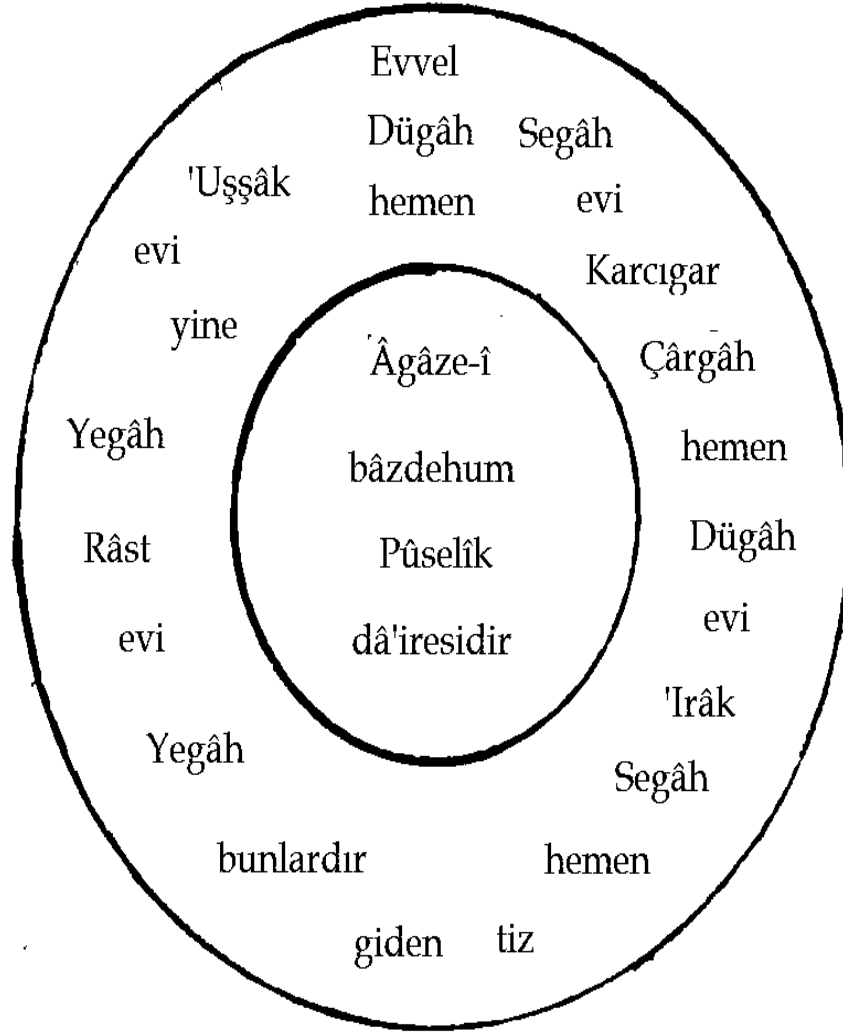 Evvel
Dügâh
hemen
Segâh
evi
Karcıgar
Çârgâh
hemen
Dügâh
evi
'Irâk
Segâh
hemen
tiz
giden
bunlardır
Yegâh
evi
Râst
Yegâh
yine
evi
'Uşşâk
Âgâze-î
bâzdehum
Pûselîk
dâ'iresidir